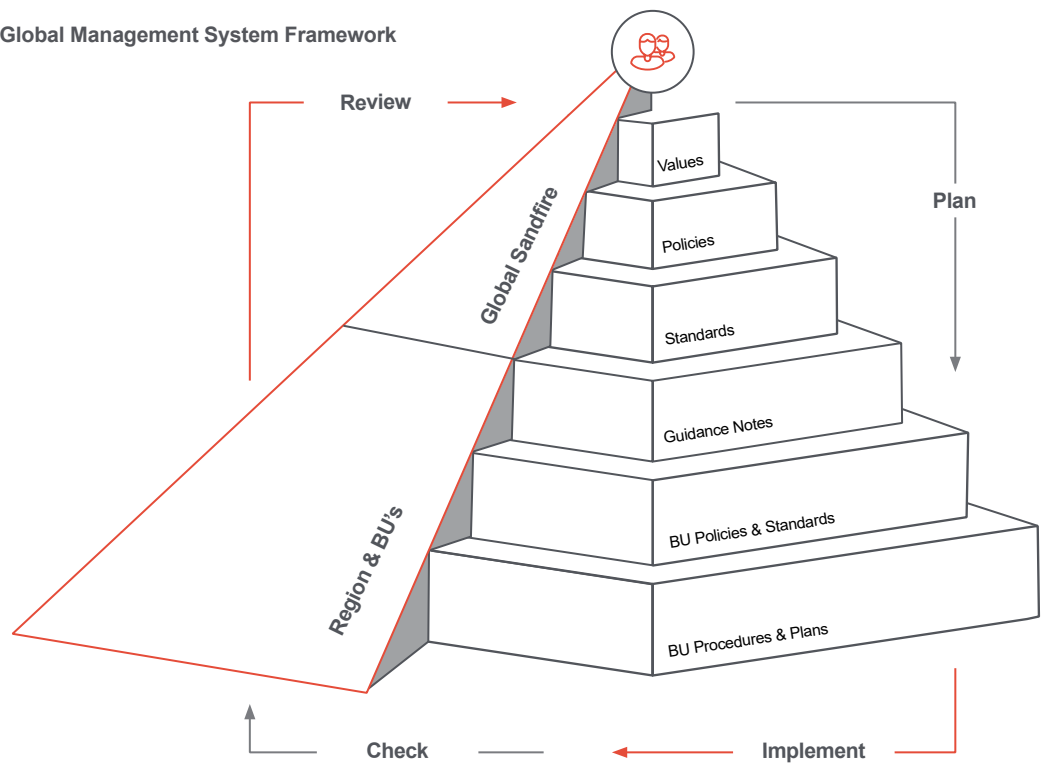 Global Management System Framework
Review
Plan
Values
Policies
Standards
Guidance Notes
BU Policies & Standards
BU Procedures & Plans
Global Sandfire
Region & BU's
Check
Implement